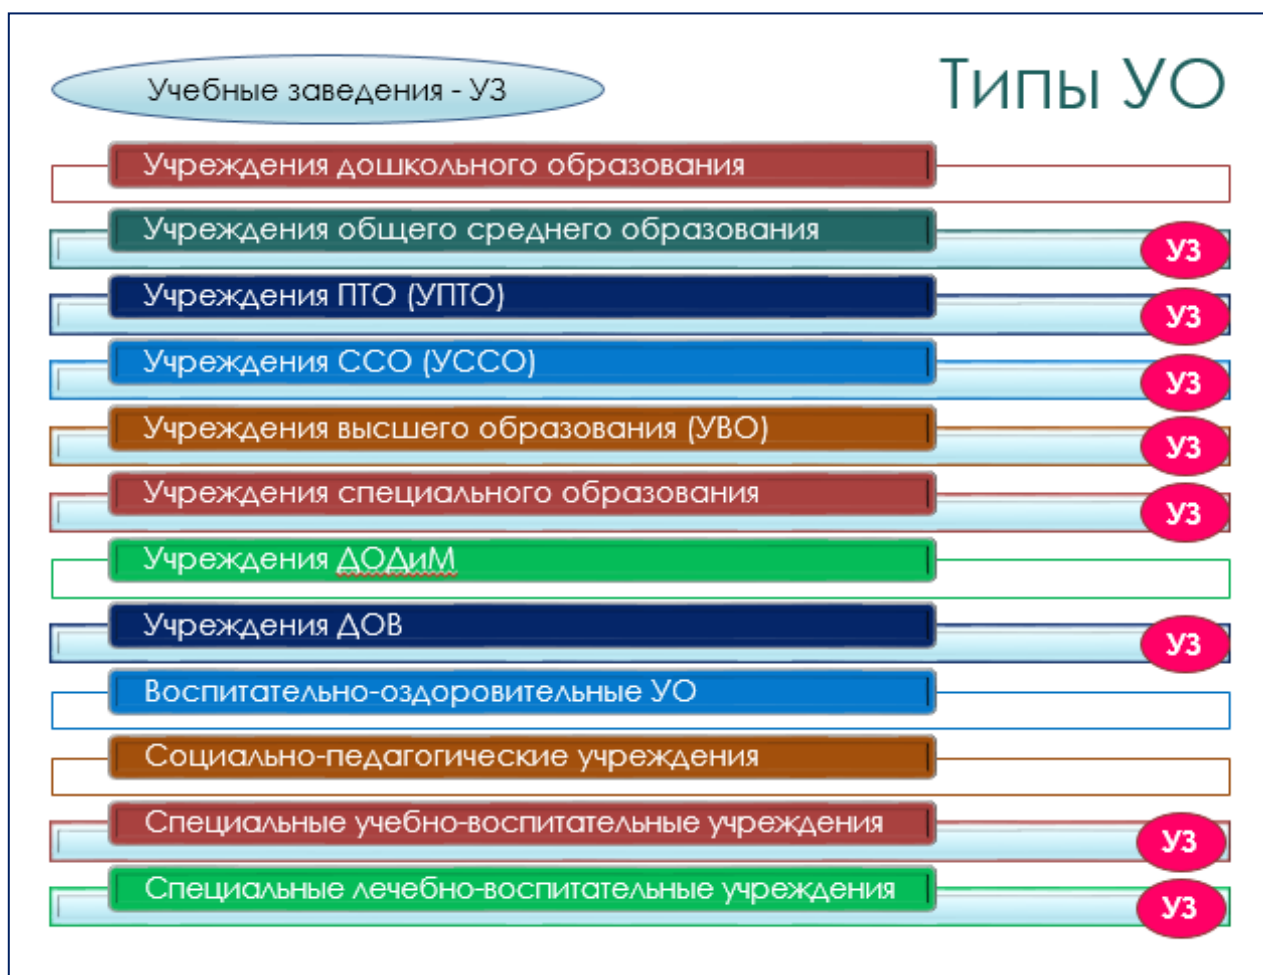 Учебные заведения - УЗ
Типы УО
Учреждения дошкольного образования
Учреждения общего среднего образования
УЗ
Учреждения ПТО (УПТО)
УЗ
Учреждения ССО (УССО)
УЗ
Учреждения высшего образования (УВО)
УЗ
Учреждения специального образования
УЗ
Учреждения ДОДиМ
Учреждения ДОВ
УЗ
Воспитательно-оздоровительные УО
Социально-педагогические учреждения
Специальные учебно-воспитательные учреждения
УЗ
Специальные лечебно-воспитательные учреждения
УЗ